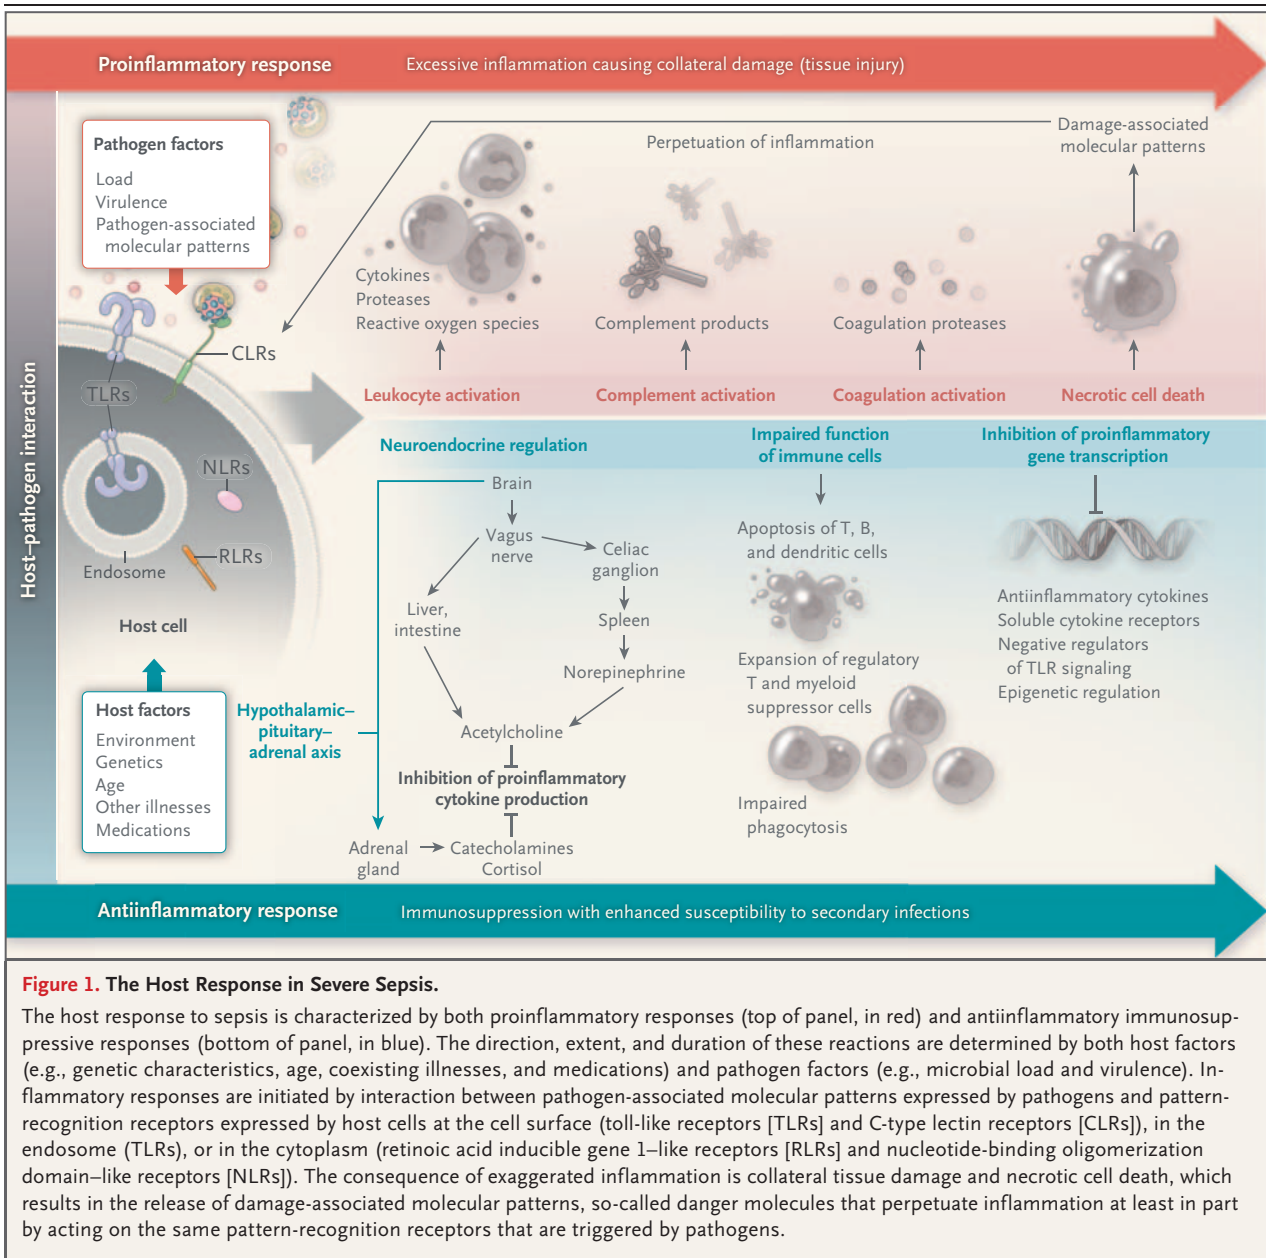 Proinflammatory response
Excessive inflammation causing collateral damage (tissue injury)
Host–pathogen interaction
Pathogen factors
Load
Virulence
Pathogen-associated
molecular patterns
CLRs
TLRs
NLRs
RLRs
Endosome
Host cell
Host factors
Environment
Genetics
Age
Other illnesses
Medications
Perpetuation of inflammation
Damage-associated
molecular patterns
Cytokines
Proteases
Reactive oxygen species
Complement products
Coagulation proteases
Leukocyte activation
Complement activation
Coagulation activation
Necrotic cell death
Neuroendocrine regulation
Brain
Vagus
nerve
Celiac
ganglion
Liver,
intestine
Spleen
Norepinephrine
Hypothalamic–
pituitary–
adrenal axis
Acetylcholine
Inhibition of proinflammatory
cytokine production
Adrenal
gland
Catecholamines
Cortisol
Impaired function
of immune cells
Apoptosis of T, B,
and dendritic cells
Expansion of regulatory
T and myeloid
suppressor cells
Impaired
phagocytosis
Inhibition of proinflammatory
gene transcription
Antiinflammatory cytokines
Soluble cytokine receptors
Negative regulators
of TLR signaling
Epigenetic regulation
Antiinflammatory response
Immunosuppression with enhanced susceptibility to secondary infections
Figure 1. The Host Response in Severe Sepsis.
The host response to sepsis is characterized by both proinflammatory responses (top of panel, in red) and antiinflammatory immunosup-
pressive responses (bottom of panel, in blue). The direction, extent, and duration of these reactions are determined by both host factors
(e.g., genetic characteristics, age, coexisting illnesses, and medications) and pathogen factors (e.g., microbial load and virulence). In-
flammatory responses are initiated by interaction between pathogen-associated molecular patterns expressed by pathogens and pattern-
recognition receptors expressed by host cells at the cell surface (toll-like receptors [TLRs] and C-type lectin receptors [CLRs]), in the
endosome (TLRs), or in the cytoplasm (retinoic acid inducible gene 1–like receptors [RLRs] and nucleotide-binding oligomerization
domain–like receptors [NLRs]). The consequence of exaggerated inflammation is collateral tissue damage and necrotic cell death, which
results in the release of damage-associated molecular patterns, so-called danger molecules that perpetuate inflammation at least in part
by acting on the same pattern-recognition receptors that are triggered by pathogens.